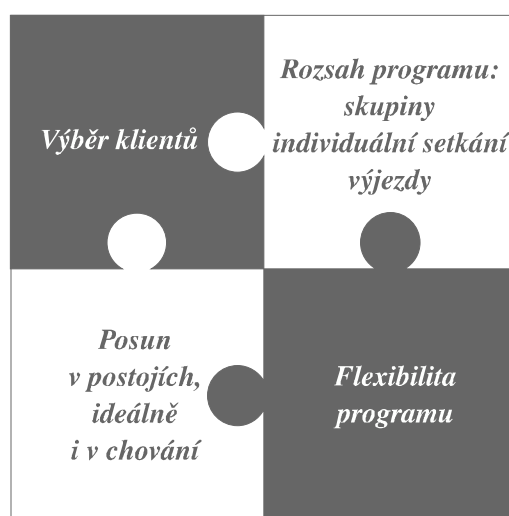 Výběr klientů
Rozsah programu:
skupiny
individuální setkání
výjezdy
Posun
v postojích,
ideálně
i v chování
Flexibilita
programu